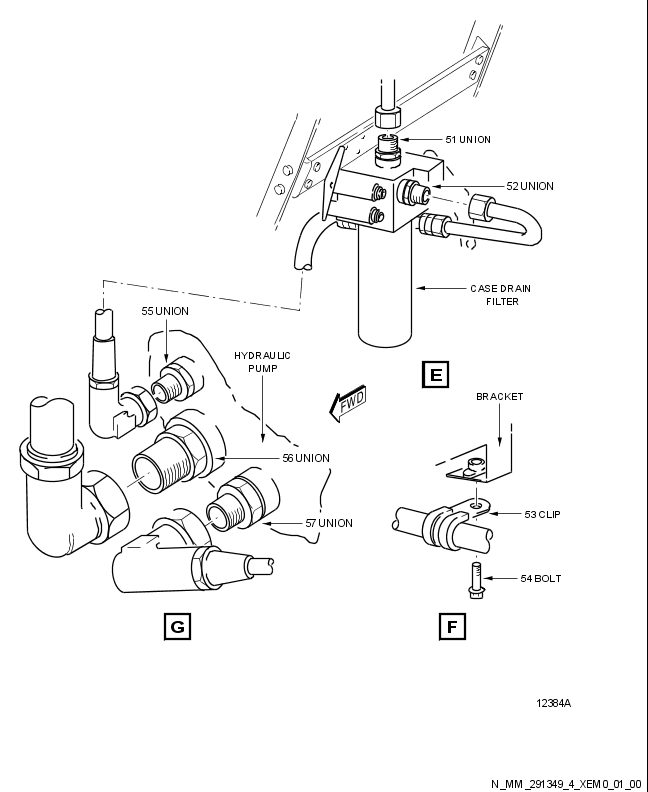 51 UNION
52 UNION
CASE DRAIN
FILTER
55 UNION
HYDRAULIC
PUMP
E
FWD
BRACKET
56 UNION
53 CLIP
57 UNION
54 BOLT
G
F
12384A
N_MM_291349_4_XEM0_01_00